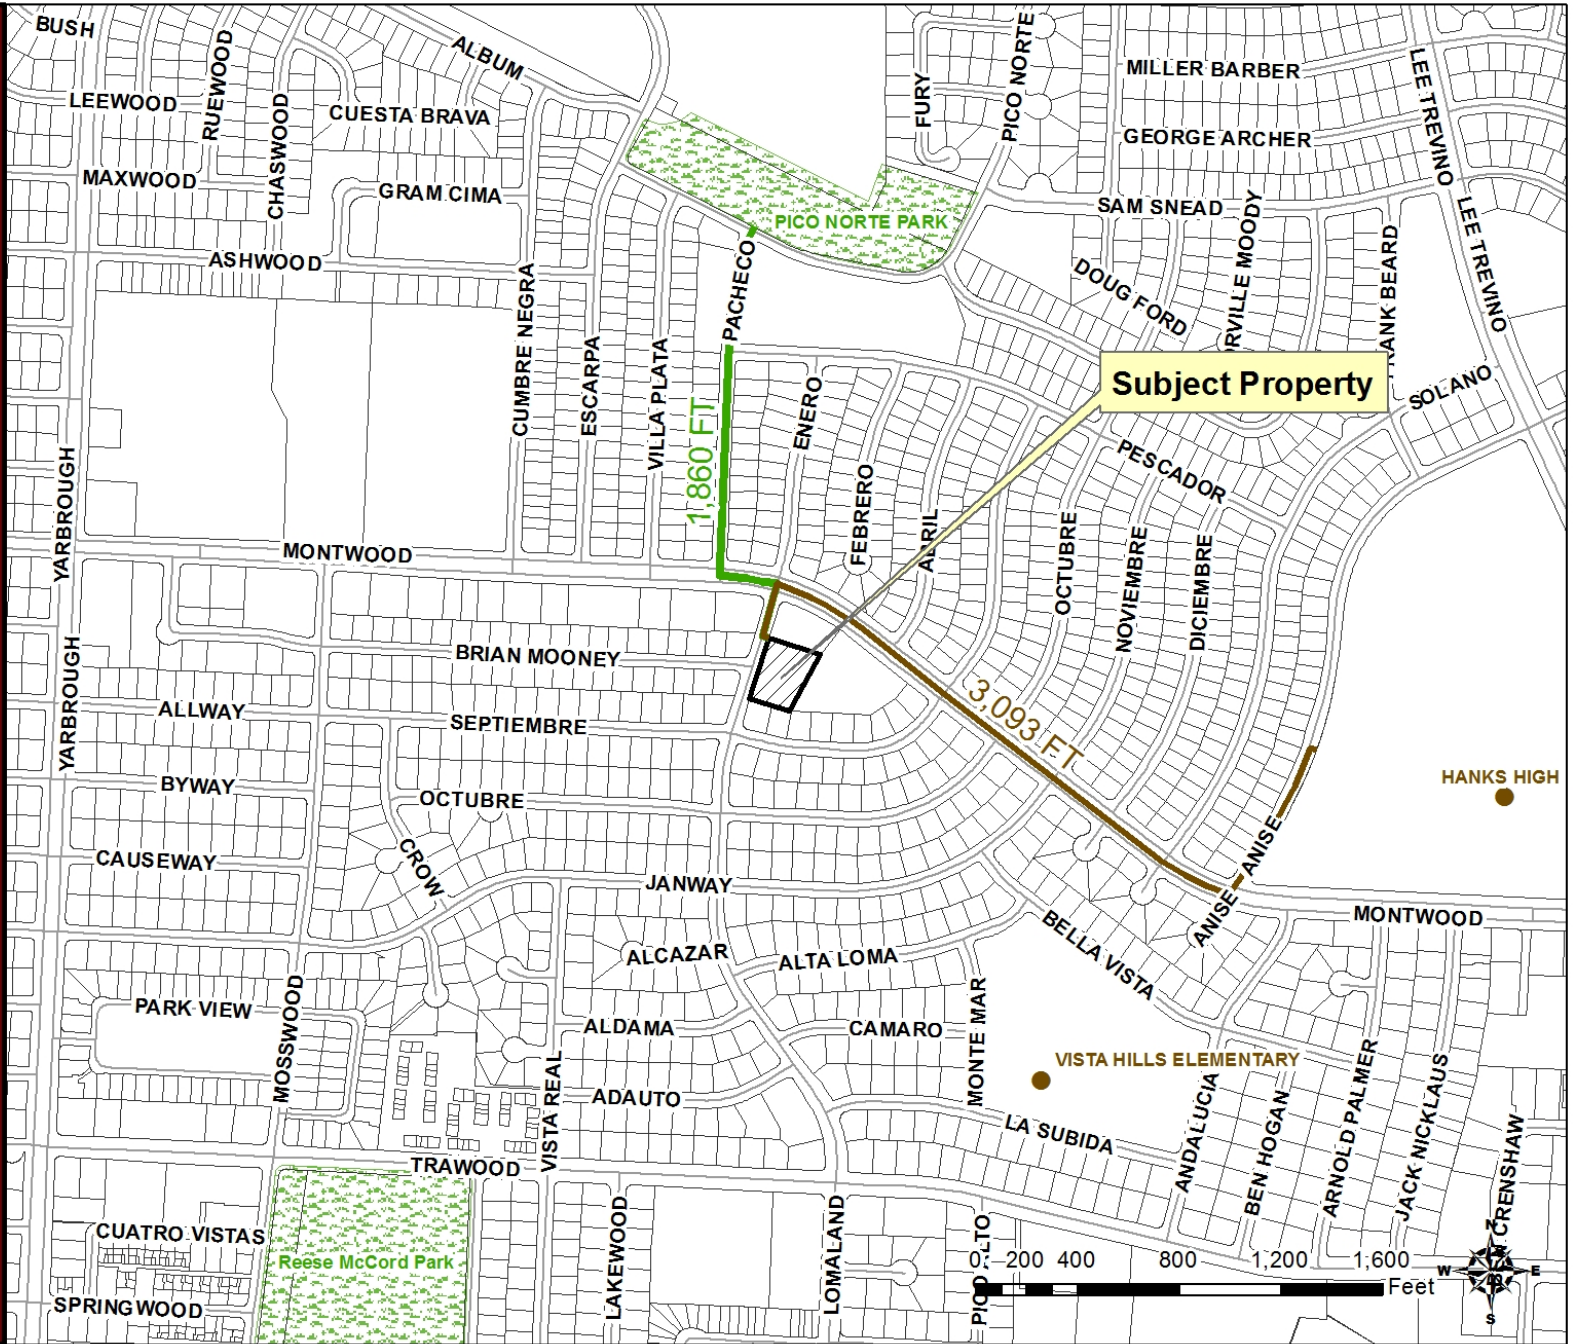 BUSH
ALBUM
PICO NORTE
LEE TREVINO
MILLER BARBER
LEEWOOD
RUEWOOD
CHASWOOD
CUESTA BRAVA
FURY
GEORGE ARCHER
MAXWOOD
GRAM CIMA
SAM SNEAD
LEE TREVINO
PICO NORTE PARK
ASHWOOD
PACHECO
DOUG FORD
ORVILLE MOODY
RANK BEARD
CUMBRE NEGRA
ESCARPA
VILLA PLATA
Subject Property
SOLANO
1,860 FT
ENERO
FEBRERO
ABRIL
PESCADOR
OCTUBRE
NOVIEMBRE
DICIEMBRE
YARBROUGH
MONTWOOD
YARBROUGH
BRIAN MOONEY
ALLWAY
SEPTIEMBRE
3,093 FT
HANKS HIGH
BYWAY
OCTUBRE
CROW
CAUSEWAY
JANWAY
ANISE
ANISE
MONTWOOD
ALCAZAR
ALTA LOMA
BELLA VISTA
PARK VIEW
MOSSWOOD
ALDAMA
CAMARO
MONTE MAR
VISTA HILLS ELEMENTARY
VISTA REAL
ADAUTO
LA SUBIDA
ANDALUCIA
BEN HOGAN
ARNOLD PALMER
JACK NICKLAUS
CRENSHAW
TRAWOOD
CUATRO VISTAS
Reese McCord Park
LAKEWOOD
LOMALAND
PICO ALTO
SPRINGWOOD
0 200 400 800 1,200 1,600
Feet
N
W E
S